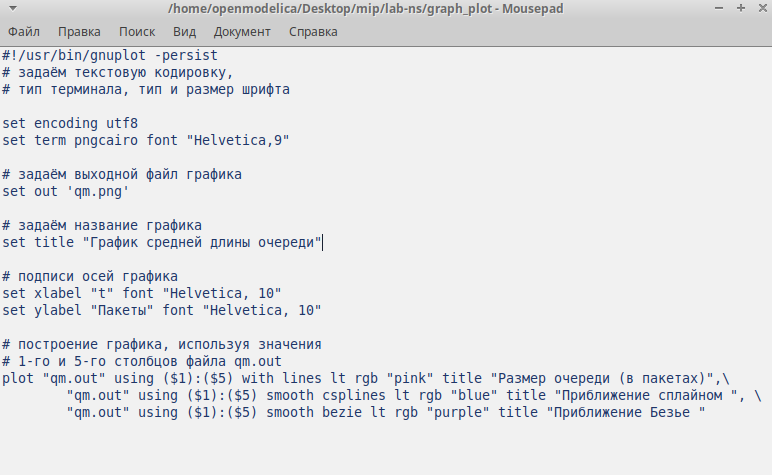 /home/openmodelica/Desktop/mip/lab-ns/graph_plot - Mousepad
Файл Правка Поиск Вид Документ Справка
#!/usr/bin/gnuplot -persist
# задаём текстовую кодировку,
# тип терминала, тип и размер шрифта
set encoding utf8
set term pngcairo font "Helvetica,9"
# задаём выходной файл графика
set out 'qm.png'
# задаём название графика
set title "График средней длины очереди"
# подписи осей графика
set xlabel "t" font "Helvetica, 10"
set ylabel "Пакеты" font "Helvetica, 10"
# построение графика, используя значения
# 1-го и 5-го столбцов файла qm.out
plot "qm.out" using ($1):($5) with lines lt rgb "pink" title "Размер очереди (в пакетах)",\
"qm.out" using ($1):($5) smooth csplines lt rgb "blue" title "Приближение сплайном ", \
"qm.out" using ($1):($5) smooth bezie lt rgb "purple" title "Приближение Безье "